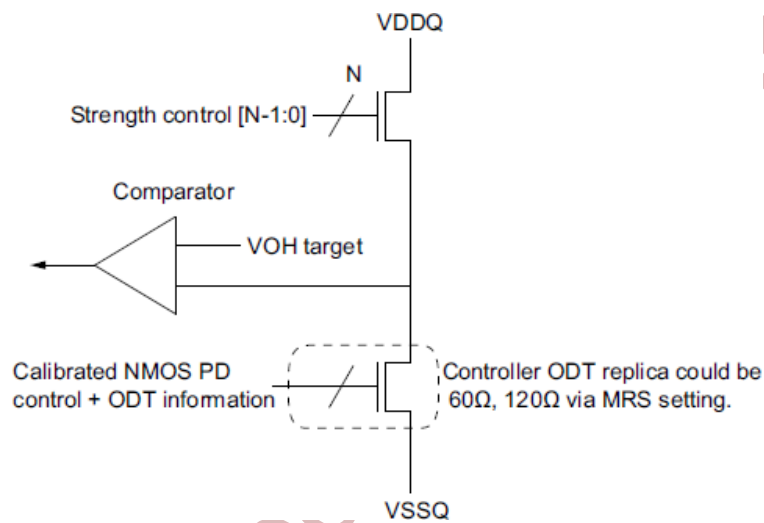 VDDQ
N
Strength control [N-1:0]
Comparator
VOH target
Calibrated NMOS PD
control + ODT information
Controller ODT replica could be
60Ω, 120Ω via MRS setting.
VSSQ